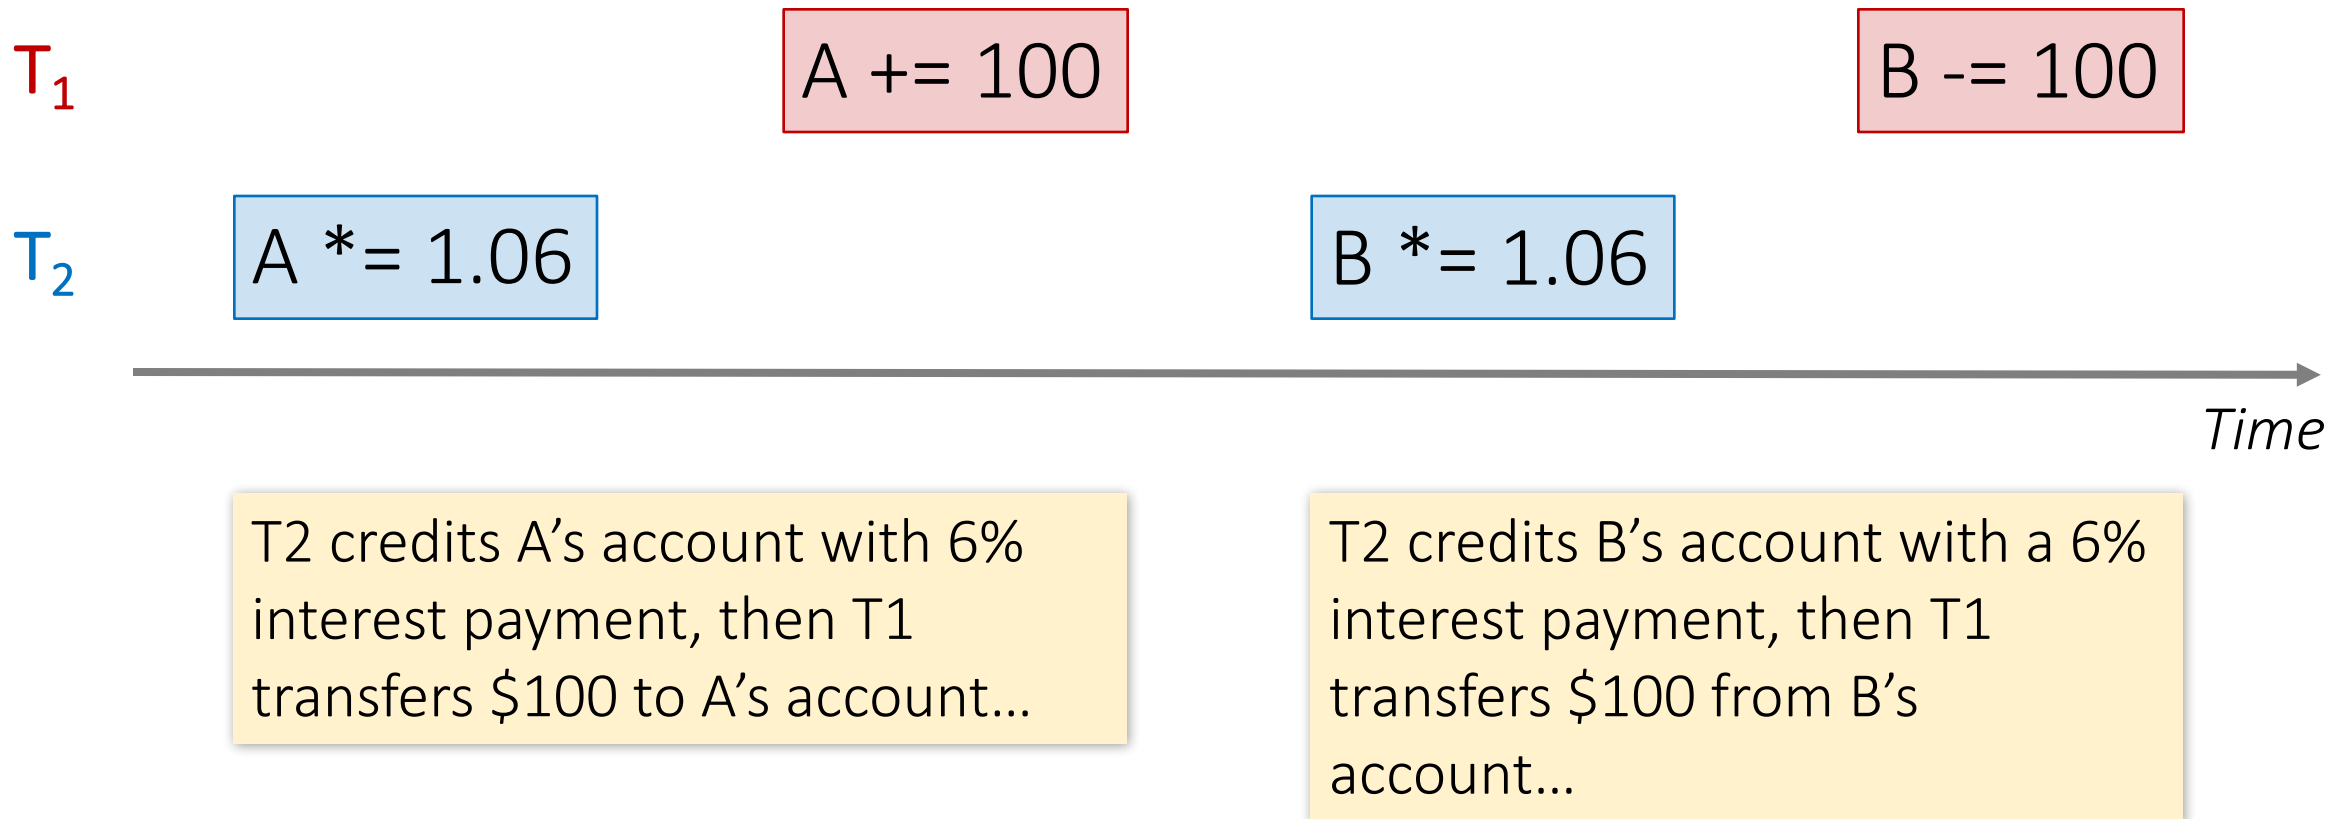 T1 A += 100 B -= 100
T2 A *= 1.06 B *= 1.06
Time
T2 credits A’s account with 6%
interest payment, then T1
transfers $100 to A’s account…
T2 credits B’s account with a 6%
interest payment, then T1
transfers $100 from B’s
account…